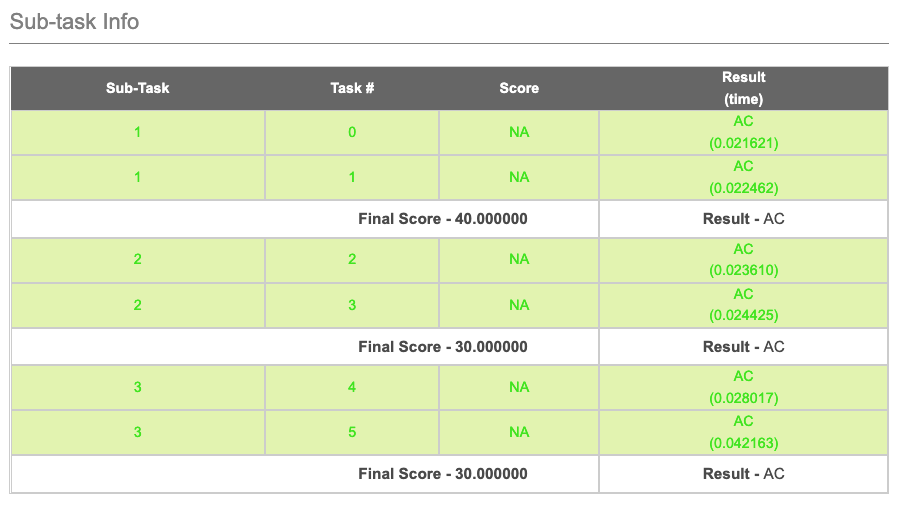 Sub-task Info
Sub-Task Task # Score Result
(time)
1 0 NA AC
(0.021621)
1 1 NA AC
(0.022462)
Final Score - 40.000000 Result - AC
2 2 NA AC
(0.023610)
2 3 NA AC
(0.024425)
Final Score - 30.000000 Result - AC
3 4 NA AC
(0.028017)
3 5 NA AC
(0.042163)
Final Score - 30.000000 Result - AC